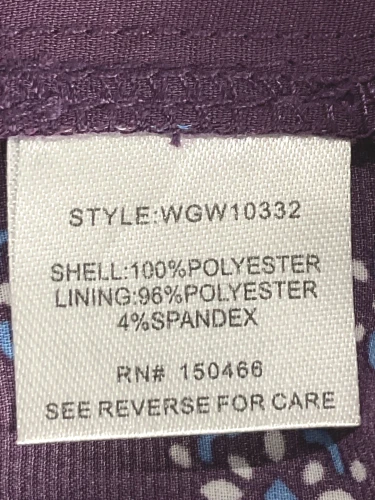 STYLE:WGW10332
SHELL:100%POLYESTER
LINING:96%POLYESTER
4%SPANDEX
RN# 150466
SEE REVERSE FOR CARE